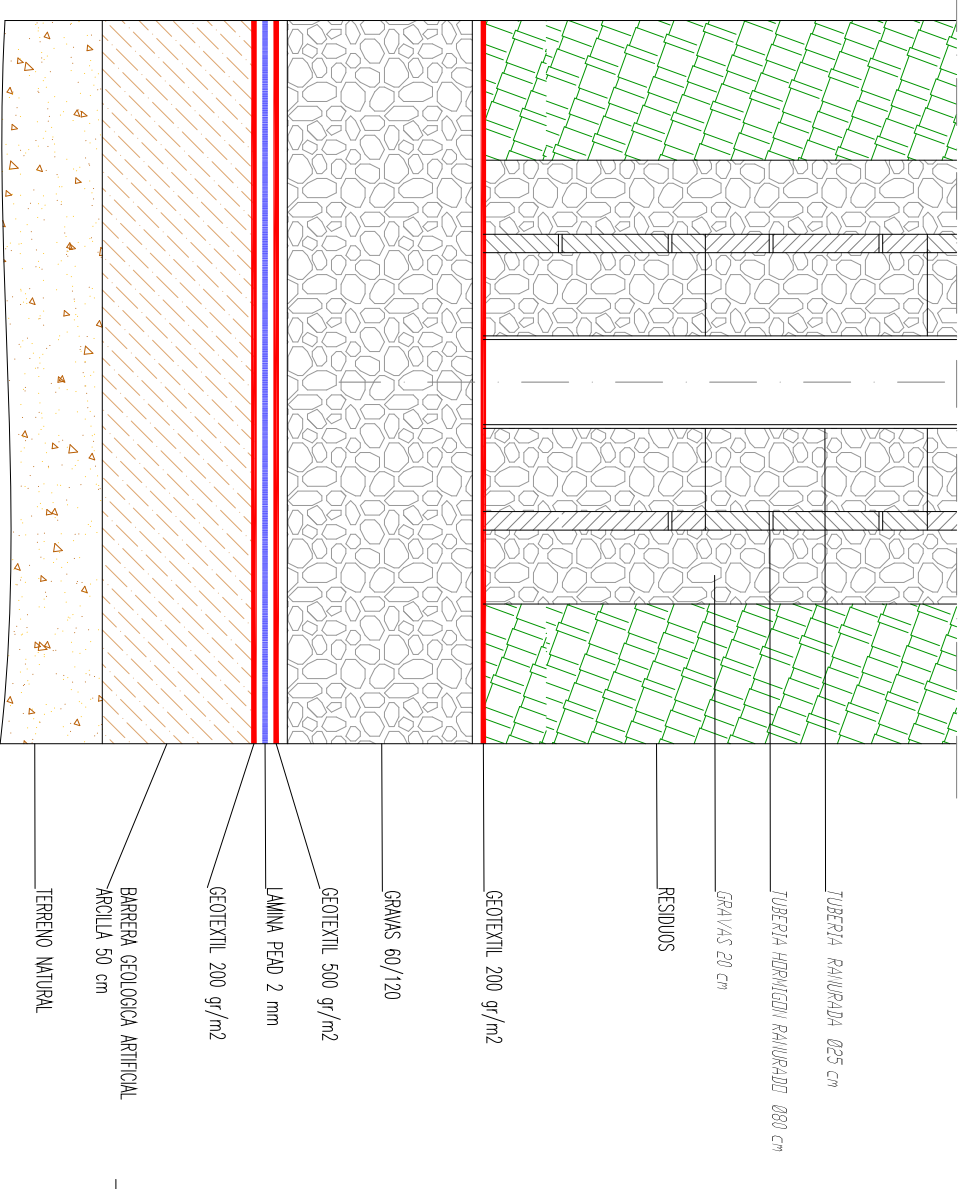 TUBERIA RANURADA Ø25 cm
TUBERIA HORMIGON RANURADO Ø80 cm
GRAVAS 20 cm
RESIDUOS
GEOTEXTIL 200 gr/m2
GRAVAS 60/120
GEOTEXTIL 500 gr/m2
LAMINA PEAD 2 mm
GEOTEXTIL 200 gr/m2
BARRERA GEOLOGICA ARTIFICIAL
ARCILLA 50 cm
TERRENO NATURAL